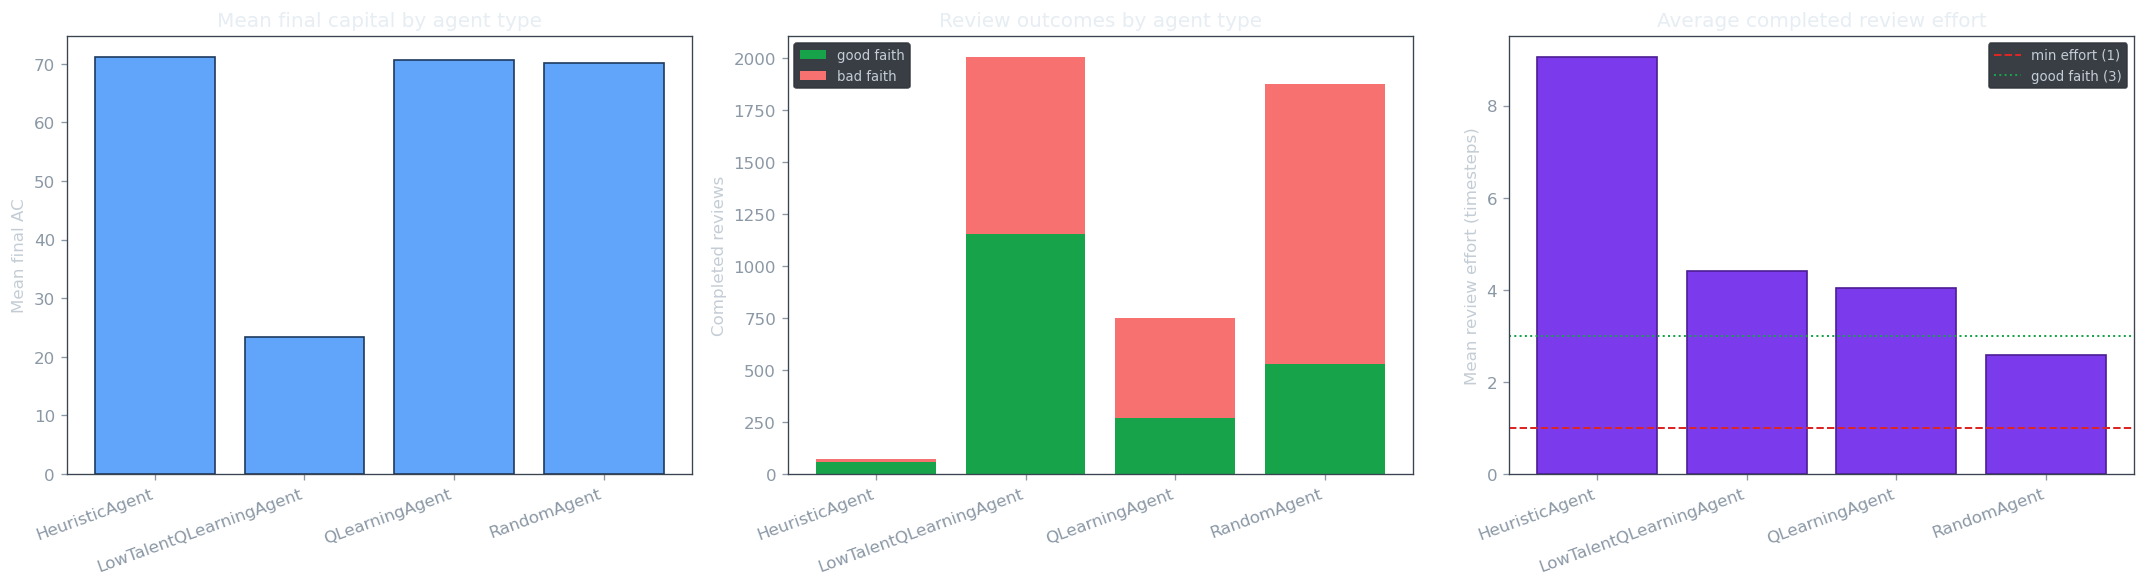 Mean final capital by agent type
Mean final AC
70
60
50
40
30
20
10
0
HeuristicAgent
LowTalentQLearningAgent
QLearningAgent
RandomAgent
Review outcomes by agent type
good faith
bad faith
Completed reviews
2000
1750
1500
1250
1000
750
500
250
0
HeuristicAgent
LowTalentQLearningAgent
QLearningAgent
RandomAgent
Average completed review effort
min effort (1)
good faith (3)
Mean review effort (timesteps)
8
6
4
2
0
HeuristicAgent
LowTalentQLearningAgent
QLearningAgent
RandomAgent